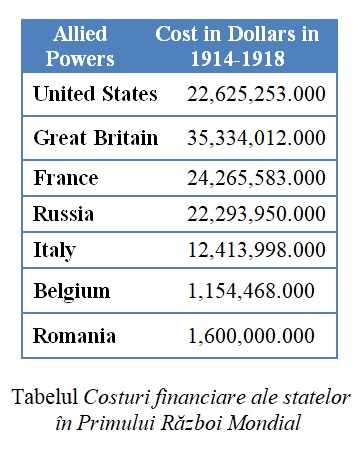 Allied Cost in Dollars in
Powers 1914-1918
United States 22,625,253.000
Great Britain 35,334,012.000
France 24,265,583.000
Russia 22,293,950.000
Italy 12,413,998.000
Belgium 1,154,468.000
Romania 1,600,000.000
Tabelul Costuri financiare ale statelor
în Primului Război Mondial